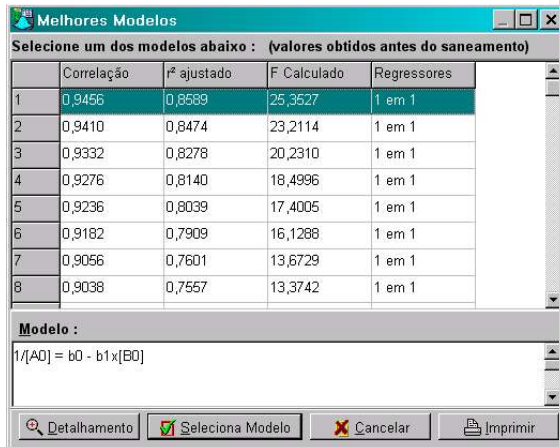 Melhores Modelos
Selecione um dos modelos abaixo : (valores obtidos antes do saneamento)
Correlação r² ajustado F Calculado Regressores
1 0,9456 0,8589 25,3527 1 em 1
2 0,9410 0,8474 23,2114 1 em 1
3 0,9332 0,8278 20,2310 1 em 1
4 0,9276 0,8140 18,4996 1 em 1
5 0,9236 0,8039 17,4005 1 em 1
6 0,9182 0,7909 16,1288 1 em 1
7 0,9056 0,7601 13,6729 1 em 1
8 0,9038 0,7557 13,3742 1 em 1
Modelo :
1/[A0] = b0 - b1x[B0]
Detalhamento Seleciona Modelo Cancelar Imprimir